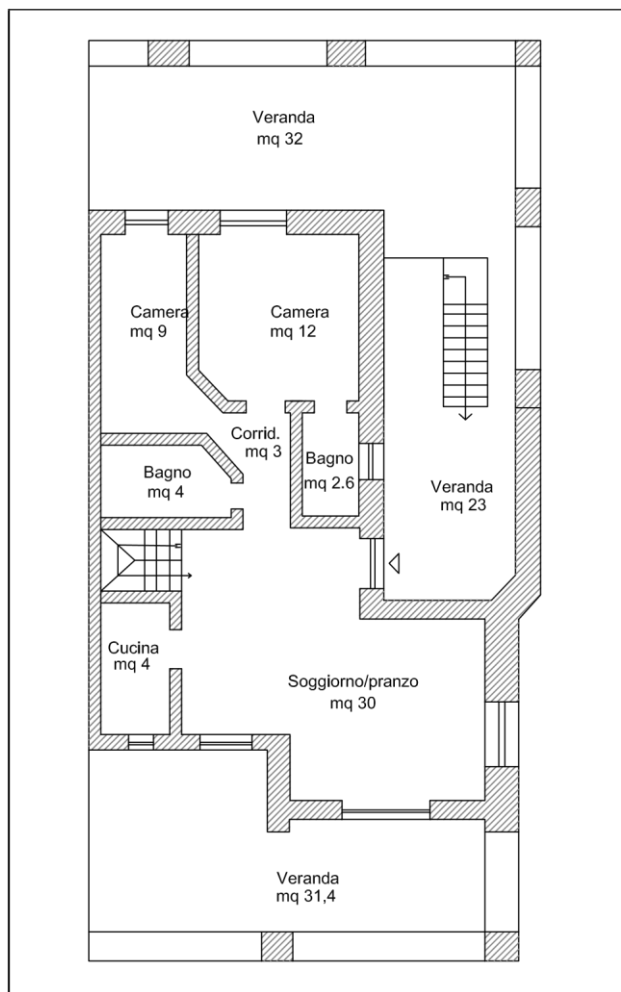 Veranda
mq 32
Camera
mq 9
Camera
mq 12
Corrid.
mq 3
Bagno
mq 4
Bagno
mq 2.6
Veranda
mq 23
Cucina
mq 4
Soggiorno/pranzo
mq 30
Veranda
mq 31,4